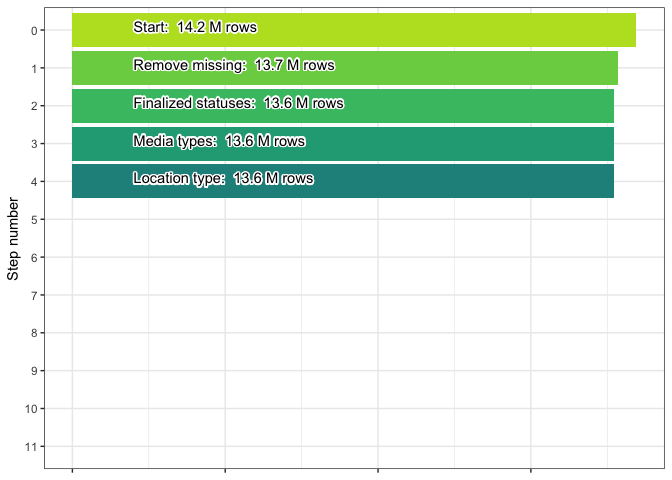 0
Start:  14.2 M rows
1
Remove missing:  13.7 M rows
2
Finalized statuses:  13.6 M rows
3
Media types:  13.6 M rows
4
Location type:  13.6 M rows
Step number
5
6
7
8
9
10
11